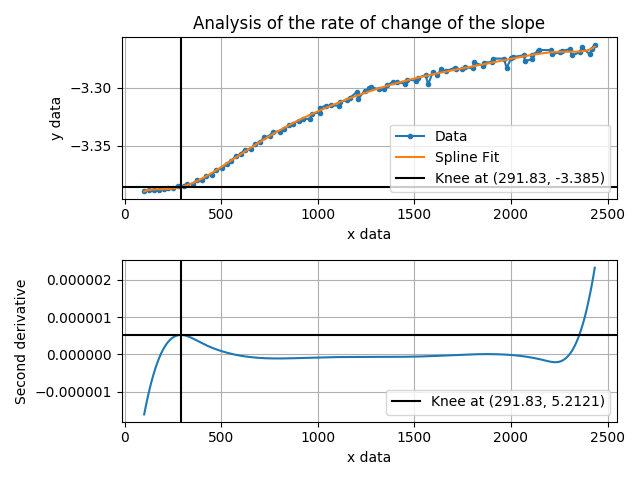 Analysis of the rate of change of the slope
−3.30
−3.35
y data
Data
Spline Fit
Knee at (291.83, -3.385)
0 500 1000 1500 2000 2500
x data
0.000002
0.000001
0.000000
−0.000001
Second derivative
Knee at (291.83, 5.2121)
0 500 1000 1500 2000 2500
x data